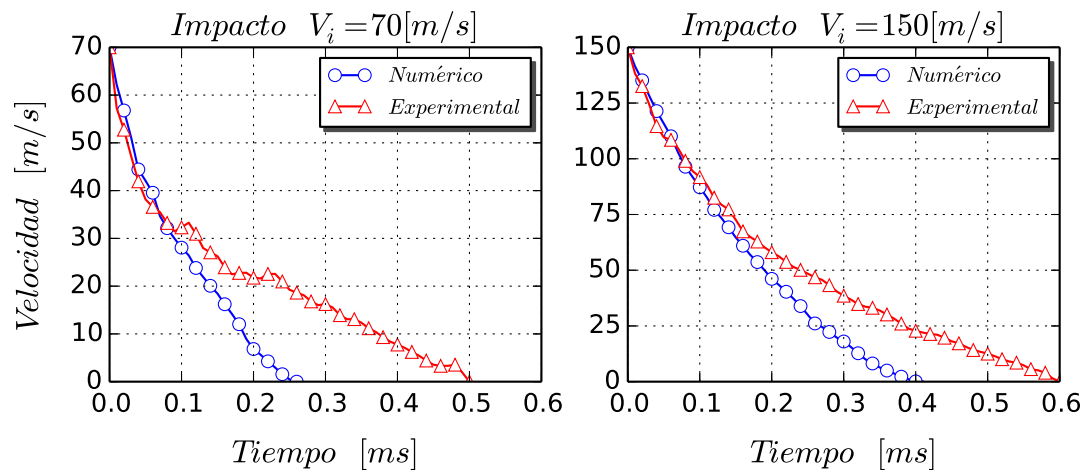 Impacto V_i=70[m/s]
Velocidad [m/s]
70
60
50
40
30
20
10
0
0.0 0.1 0.2 0.3 0.4 0.5 0.6
Tiempo [ms]
Numérico
Experimental
Impacto V_i=150[m/s]
150
125
100
75
50
25
0
0.0 0.1 0.2 0.3 0.4 0.5 0.6
Tiempo [ms]
Numérico
Experimental